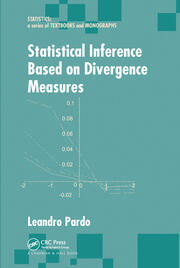 STATISTICS:
a series of TEXTBOOKS and MONOGRAPHS
Statistical Inference
Based on Divergence
Measures
0.1
0.08
0.06
0.04
0.02
-2
-1
0
1
2
-0.02
Leandro Pardo
CRC Press
Taylor & Francis Group
A CHAPMAN & HALL BOOK